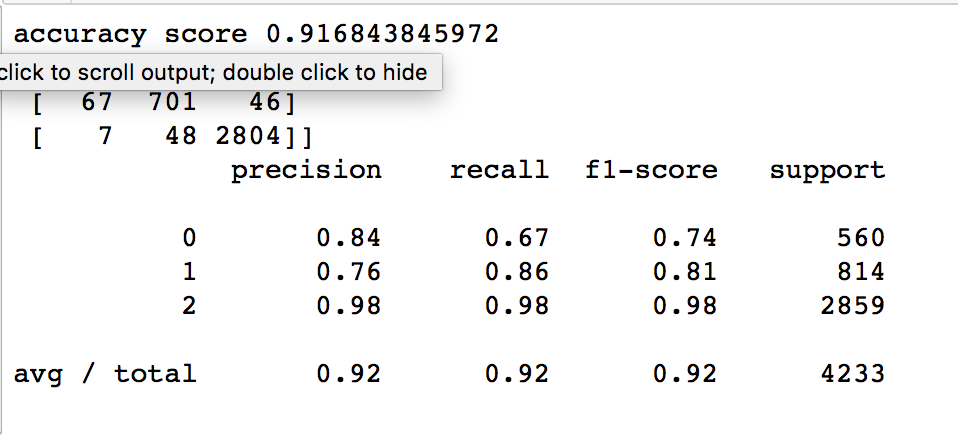 accuracy score 0.916843845972
click to scroll output; double click to hide
[ 67 701 46]
[ 7 48 2804]]
precision recall f1-score support
0 0.84 0.67 0.74 560
1 0.76 0.86 0.81 814
2 0.98 0.98 0.98 2859
avg / total 0.92 0.92 0.92 4233